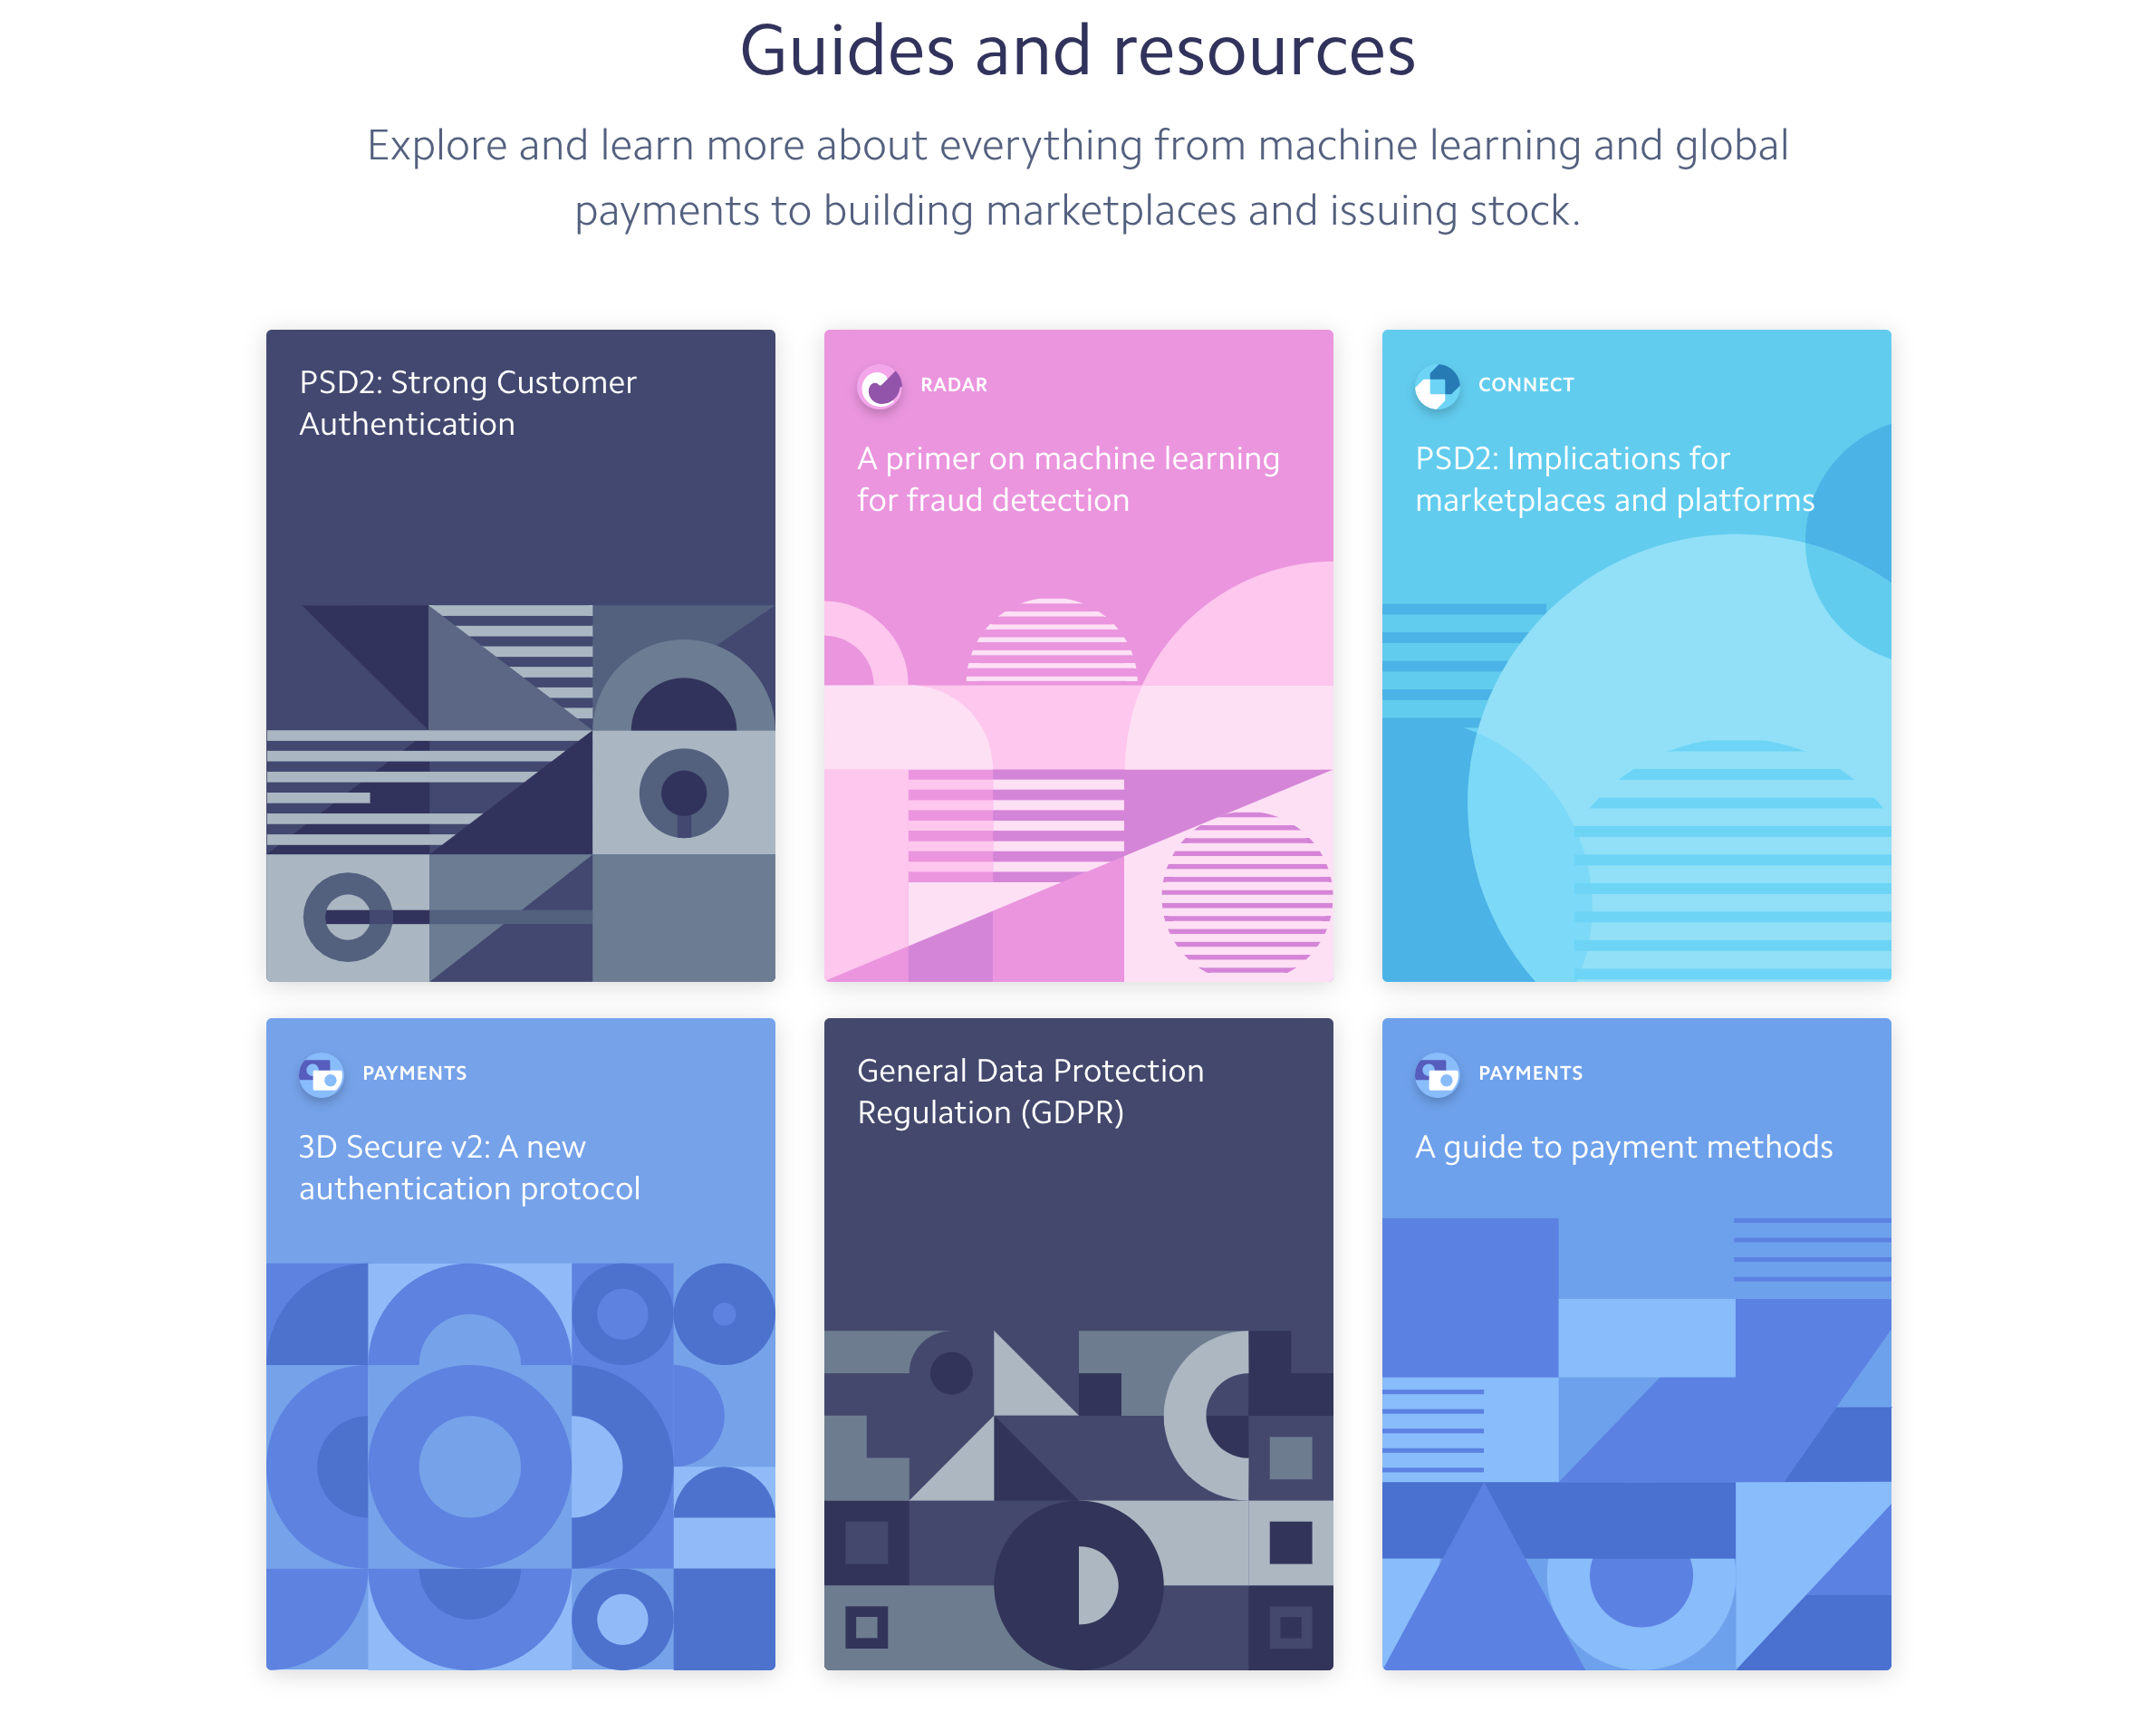 Guides and resources
Explore and learn more about everything from machine learning and global
payments to building marketplaces and issuing stock.
PSD2: Strong Customer
Authentication
RADAR
A primer on machine learning
for fraud detection
CONNECT
PSD2: Implications for
marketplaces and platforms
PAYMENTS
3D Secure v2: A new
authentication protocol
General Data Protection
Regulation (GDPR)
PAYMENTS
A guide to payment methods